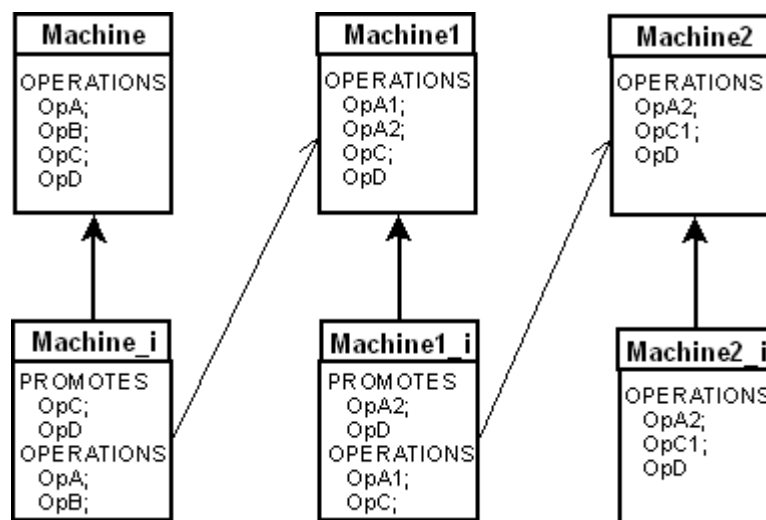 Machine
OPERATIONS
OpA;
OpB;
OpC;
OpD
Machine1
OPERATIONS
OpA1;
OpA2;
OpC;
OpD
Machine2
OPERATIONS
OpA2;
OpC1;
OpD
Machine_i
PROMOTES
OpC;
OpD
OPERATIONS
OpA;
OpB;
Machine1_i
PROMOTES
OpA2;
OpD
OPERATIONS
OpA1;
OpC;
Machine2_i
OPERATIONS
OpA2;
OpC1;
OpD